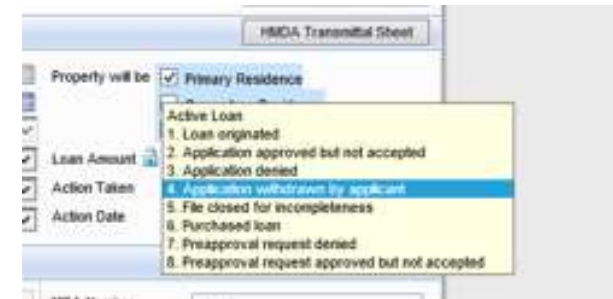 HMDA Transmittal Sheet
Property will be Primary Residence
Active Loan
1. Loan originated
2. Application approved but not accepted
Loan Amount
3. Application denied
4. Application withdrawn by applicant
Action Taken
5. File closed for incompleteness
6. Purchased loan
Action Date
7. Preapproval request denied
8. Preapproval request approved but not accepted